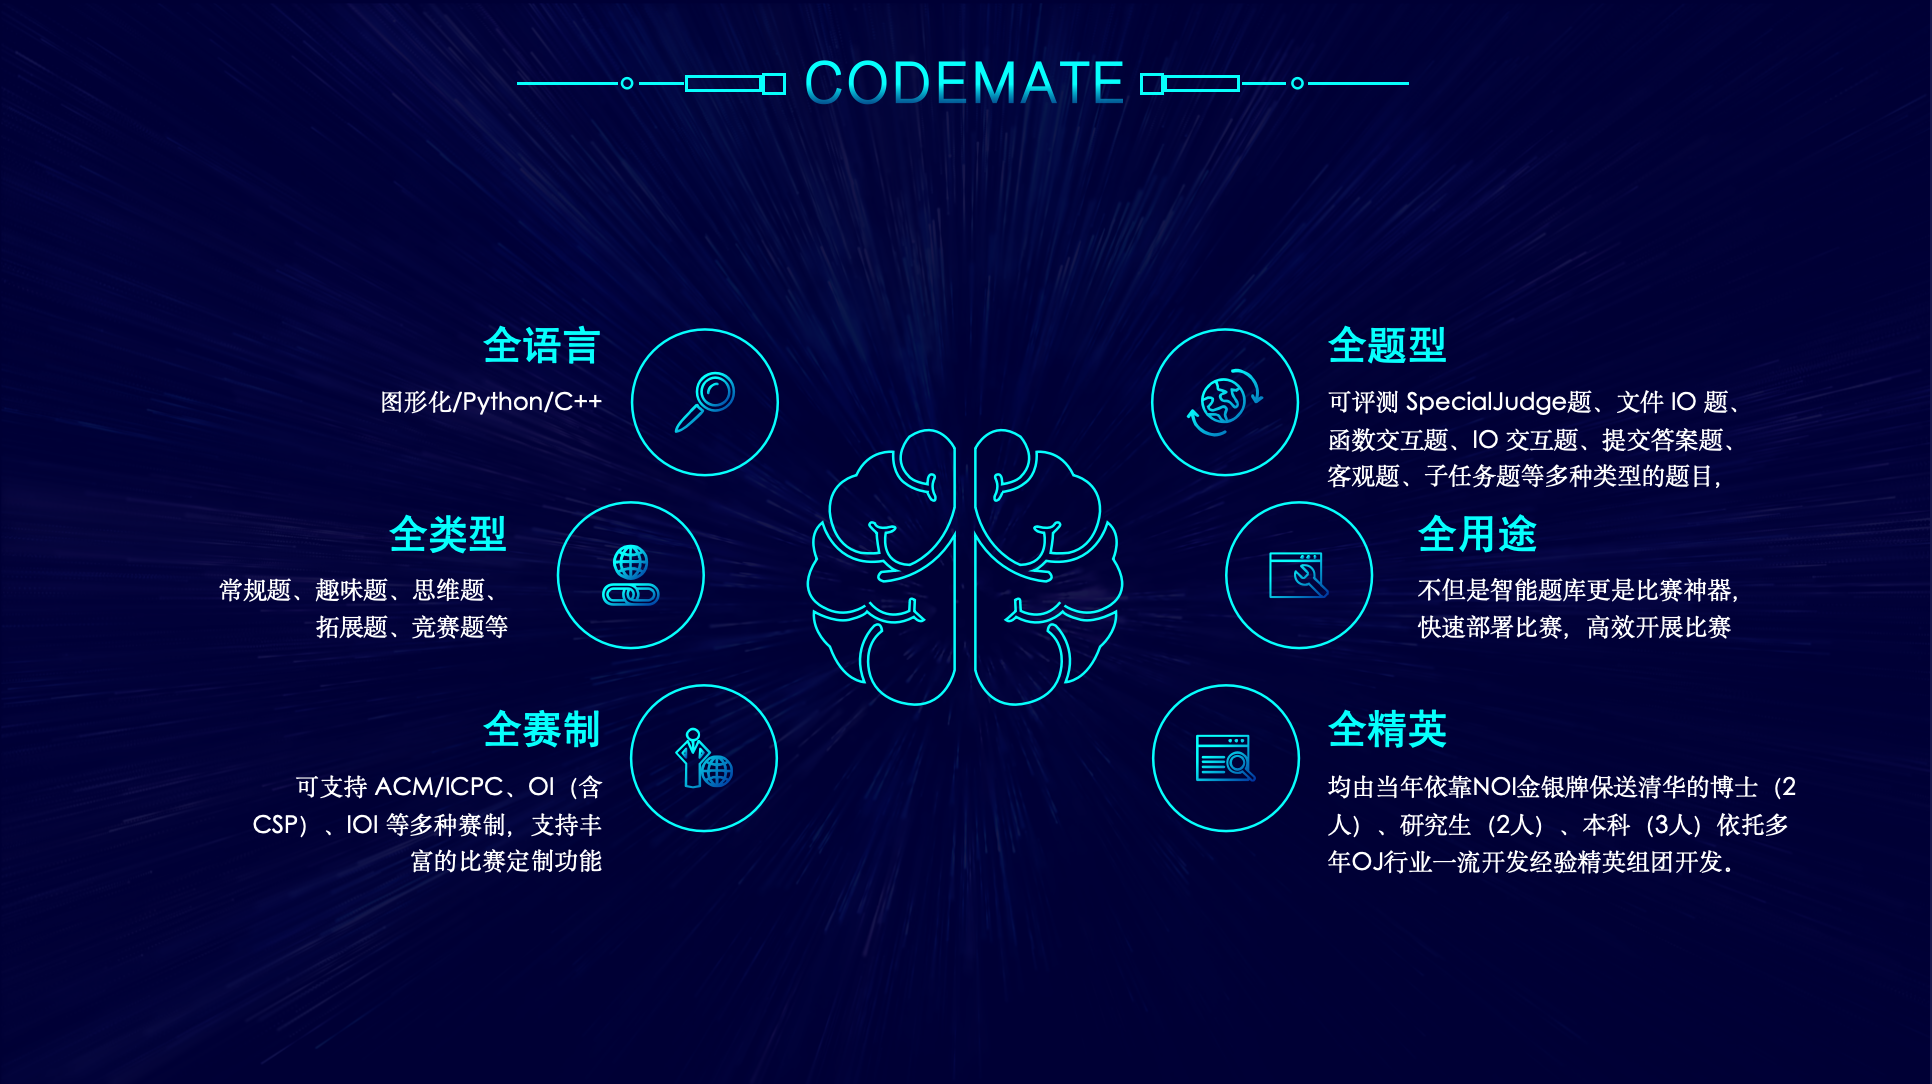 CODEMATE
全语言
图形化/Python/C++
全类型
常规题、趣味题、思维题、
拓展题、竞赛题等
全赛制
可支持 ACM/ICPC、OI（含
CSP）、IOI 等多种赛制，支持丰
富的比赛定制功能
全题型
可评测 SpecialJudge题、文件 IO 题、
函数交互题、IO 交互题、提交答案题、
客观题、子任务题等多种类型的题目，
全用途
不但是智能题库更是比赛神器，
快速部署比赛，高效开展比赛
全精英
均由当年依靠NOI金银牌保送清华的博士（2
人）、研究生（2人）、本科（3人）依托多
年OJ行业一流开发经验精英组团开发。